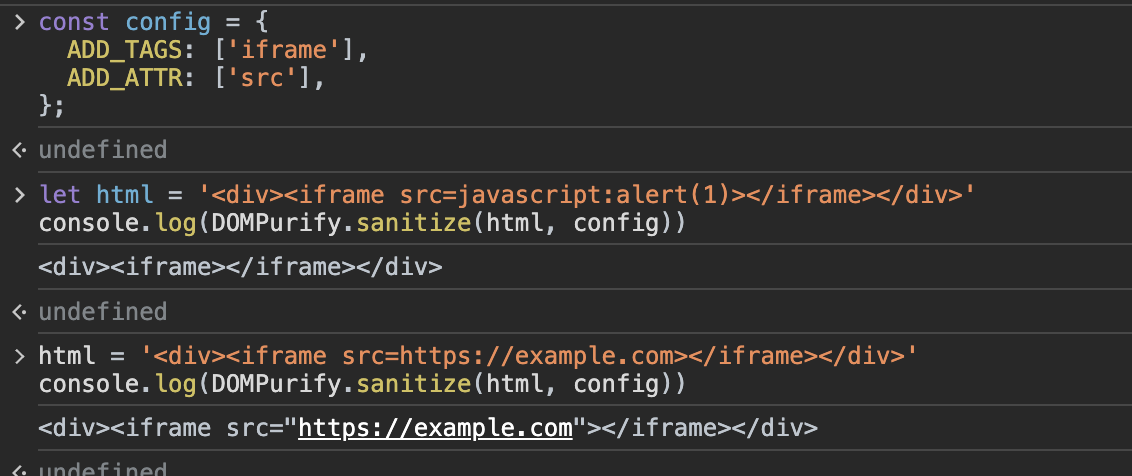 > const config = {
  ADD_TAGS: ['iframe'],
  ADD_ATTR: ['src'],
};
<· undefined
> let html = '<div><iframe src=javascript:alert(1)></iframe></div>'
console.log(DOMPurify.sanitize(html, config))
<div><iframe></iframe></div>
<· undefined
> html = '<div><iframe src=https://example.com></iframe></div>'
console.log(DOMPurify.sanitize(html, config))
<div><iframe src="https://example.com"></iframe></div>
<· undefined